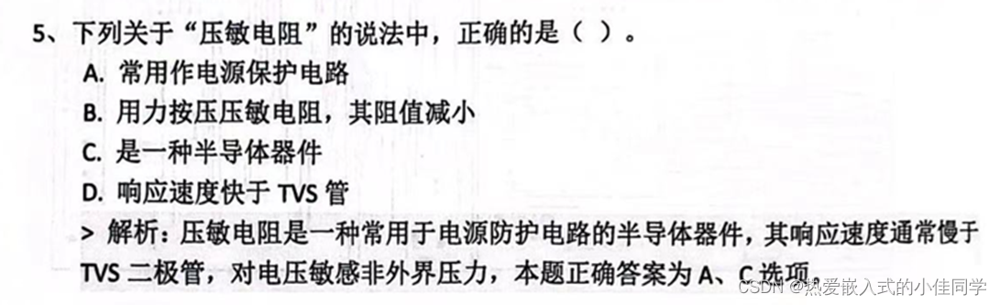 5、下列关于“压敏电阻”的说法中，正确的是（ ）。
A. 常用作电源保护电路
B. 用力按压压敏电阻，其阻值减小
C. 是一种半导体器件
D. 响应速度快于 TVS 管
> 解析：压敏电阻是一种常用于电源防护电路的半导体器件，其响应速度通常慢于
TVS 二极管，对电压敏感非外界压力，本题正确答案为 A、C 选项。
CSDN @热爱嵌入式的小佳同学